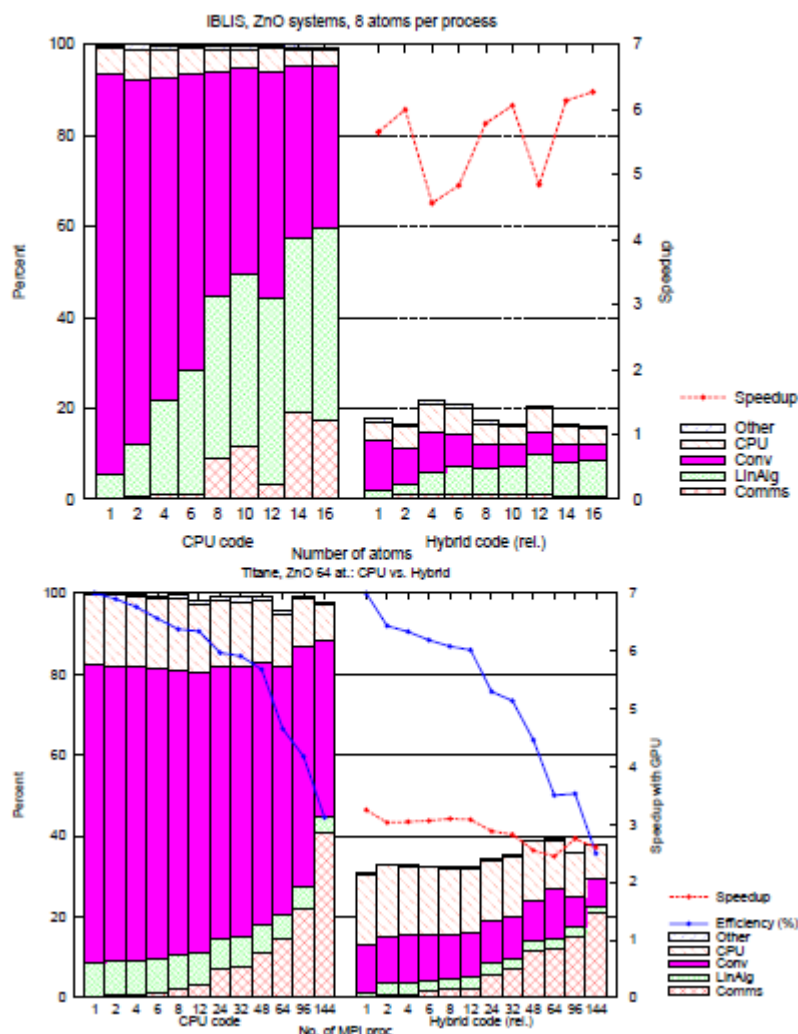 IBLIS, ZnO systems, 8 atoms per process
100
80
60
40
20
0
Percent
7
6
5
4
3
2
1
0
Speedup
1 2 4 6 8 10 12 14 16
1 2 4 6 8 10 12 14 16
CPU code
Hybrid code (rel.)
Number of atoms
Speedup
Other
CPU
Conv
LinAlg
Comms
Titane, ZnO 64 at.: CPU vs. Hybrid
100
80
60
40
20
0
Percent
7
6
5
4
3
2
1
0
Speedup with GPU
1 2 4 6 8 12 24 32 48 64 96 144
1 2 4 6 8 12 24 32 48 64 96 144
CPU code
Hybrid code (rel.)
No. of MPI proc
Speedup
Efficiency (%)
Other
CPU
Conv
LinAlg
Comms